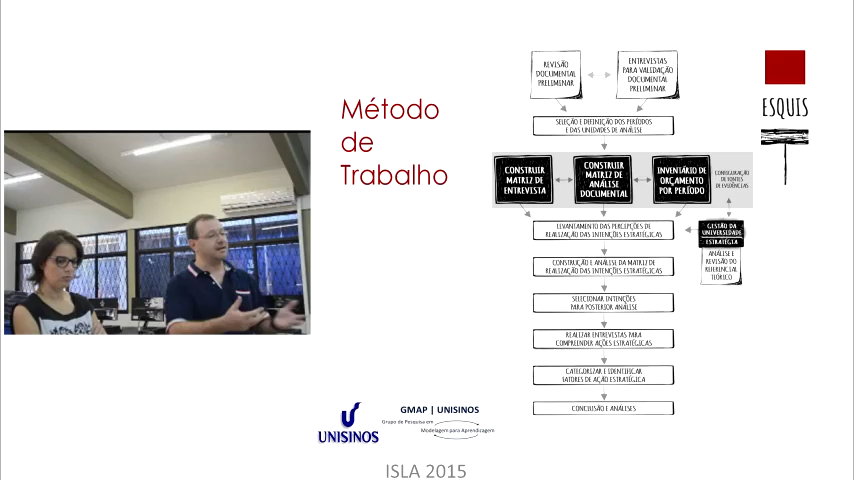 Método
de
Trabalho
REVISÃO
DOCUMENTAL
PRELIMINAR
ENTREVISTAS
PARA VALIDAÇÃO
DOCUMENTAL
PRELIMINAR
SELEÇÃO E DEFINIÇÃO DOS PERÍODOS
E DAS UNIDADES DE ANÁLISE
CONSTRUIR
MATRIZ DE
ENTREVISTA
CONSTRUIR
MATRIZ DE
ANÁLISE
DOCUMENTAL
INVENTÁRIO DE
ORÇAMENTO
POR PERÍODO
CONFIGURAÇÃO
DE FONTES
DE EVIDÊNCIAS
LEVANTAMENTO DAS PERCEPÇÕES DE
REALIZAÇÃO DAS INTENÇÕES ESTRATÉGICAS
GESTÃO DA
UNIVERSIDADE
ESTRATÉGIA
ANÁLISE E
REVISÃO DO
REFERENCIAL
TEÓRICO
CONSTRUÇÃO E ANÁLISE DA MATRIZ DE
REALIZAÇÃO DAS INTENÇÕES ESTRATÉGICAS
SELECIONAR INTENÇÕES
PARA POSTERIOR ANÁLISE
REALIZAR ENTREVISTAS PARA
COMPREENDER AÇÕES ESTRATÉGICAS
CATEGORIZAR E IDENTIFICAR
FATORES DE AÇÃO ESTRATÉGICA
CONCLUSÃO E ANÁLISES
ESQUIS
UNISINOS
GMAP | UNISINOS
Grupo de Pesquisa em
Modelagem para Aprendizagem
ISLA 2015